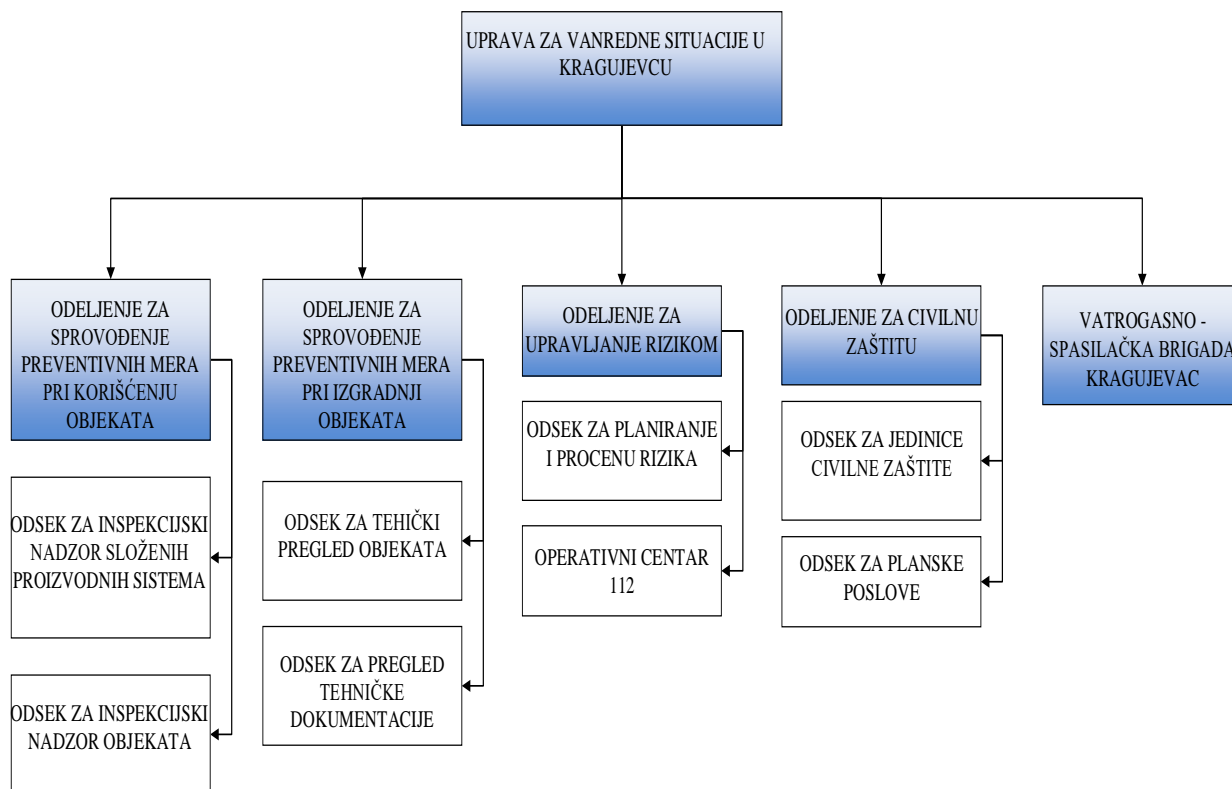 UPRAVA ZA VANREDNE SITUACIJE U
KRAGUJEVCU
ODELJENJE ZA
SPROVOĐENJE
PREVENTIVNIH MERA
PRI KORIŠĆENJU
OBJEKATA
ODSEK ZA INSPEKCIJSKI
NADZOR SLOŽENIH
PROIZVODNIH SISTEMA
ODSEK ZA INSPEKCIJSKI
NADZOR OBJEKATA
ODELJENJE ZA
SPROVOĐENJE
PREVENTIVNIH MERA
PRI IZGRADNJI
OBJEKATA
ODSEK ZA TEHIČKI
PREGLED OBJEKATA
ODSEK ZA PREGLED
TEHNIČKE
DOKUMENTACIJE
ODELJENJE ZA
UPRAVLJANJE RIZIKOM
ODSEK ZA PLANIRANJE
I PROCENU RIZIKA
OPERATIVNI CENTAR
112
ODELJENJE ZA CIVILNU
ZAŠTITU
ODSEK ZA JEDINICE
CIVILNE ZAŠTITE
ODSEK ZA PLANSKE
POSLOVE
VATROGASNO -
SPASILAČKA BRIGADA
KRAGUJEVAC